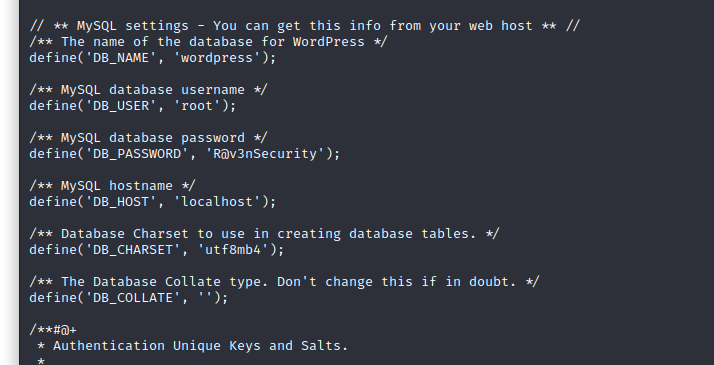 // ** MySQL settings - You can get this info from your web host ** //
/** The name of the database for WordPress */
define('DB_NAME', 'wordpress');
/** MySQL database username */
define('DB_USER', 'root');
/** MySQL database password */
define('DB_PASSWORD', 'R@v3nSecurity');
/** MySQL hostname */
define('DB_HOST', 'localhost');
/** Database Charset to use in creating database tables. */
define('DB_CHARSET', 'utf8mb4');
/** The Database Collate type. Don't change this if in doubt. */
define('DB_COLLATE', '');
/**#@+
 * Authentication Unique Keys and Salts.
 *